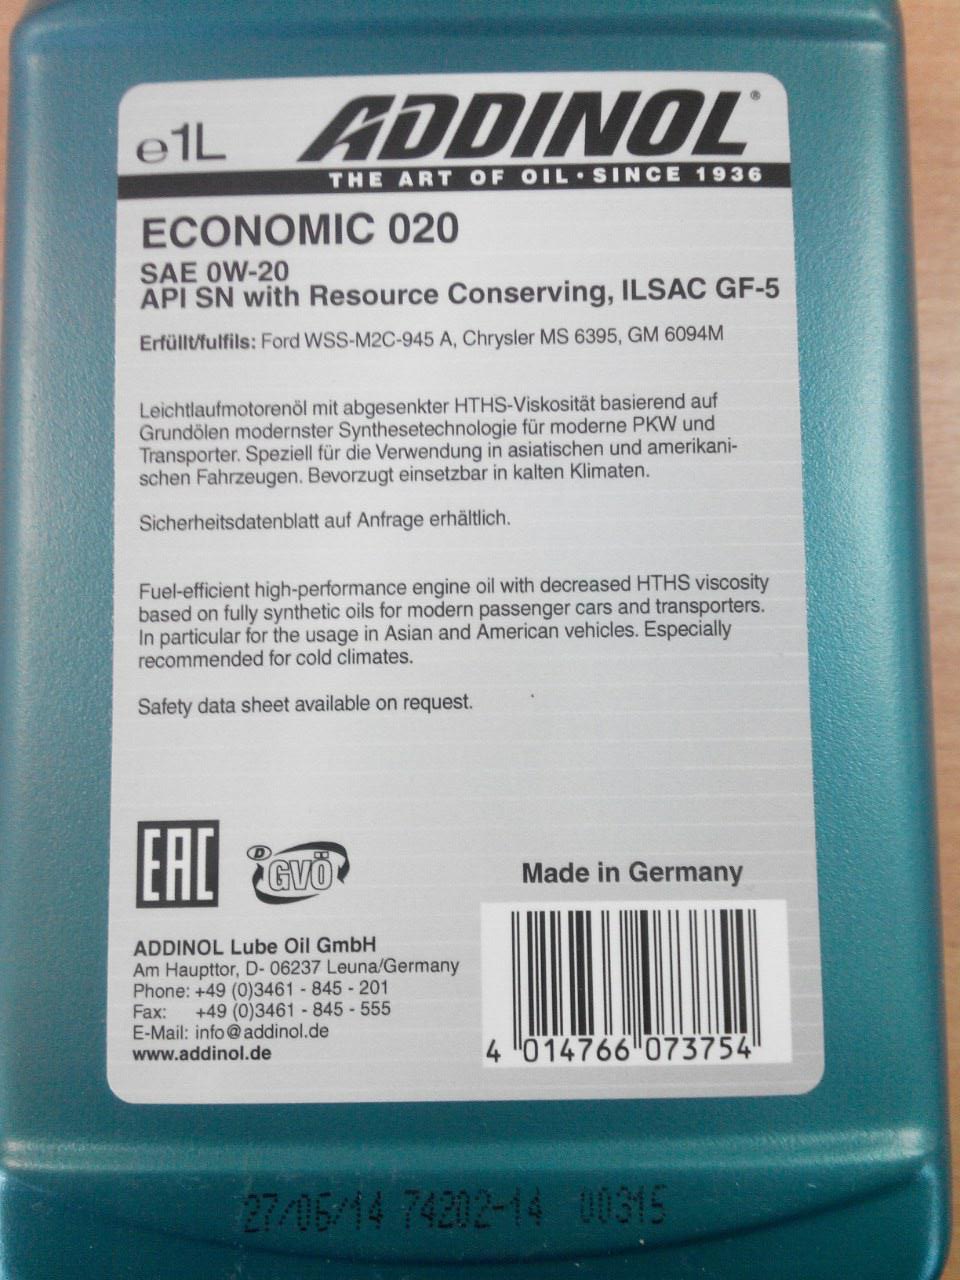 ℮1L
ADDINOL®
THE ART OF OIL · SINCE 1936
ECONOMIC 020
SAE 0W-20
API SN with Resource Conserving, ILSAC GF-5
Erfüllt/fulfils: Ford WSS-M2C-945 A, Chrysler MS 6395, GM 6094M
Leichtlaufmotorenöl mit abgesenkter HTHS-Viskosität basierend auf
Grundölen modernster Synthesetechnologie für moderne PKW und
Transporter. Speziell für die Verwendung in asiatischen und amerikani-
schen Fahrzeugen. Bevorzugt einsetzbar in kalten Klimaten.
Sicherheitsdatenblatt auf Anfrage erhältlich.
Fuel-efficient high-performance engine oil with decreased HTHS viscosity
based on fully synthetic oils for modern passenger cars and transporters.
In particular for the usage in Asian and American vehicles. Especially
recommended for cold climates.
Safety data sheet available on request.
EAC
D GVÖ
Made in Germany
ADDINOL Lube Oil GmbH
Am Haupttor, D- 06237 Leuna/Germany
Phone: +49 (0)3461 - 845 - 201
Fax: +49 (0)3461 - 845 - 555
E-Mail: info@addinol.de
www.addinol.de
4 014766 073754
27/06/14 74202-14 00315